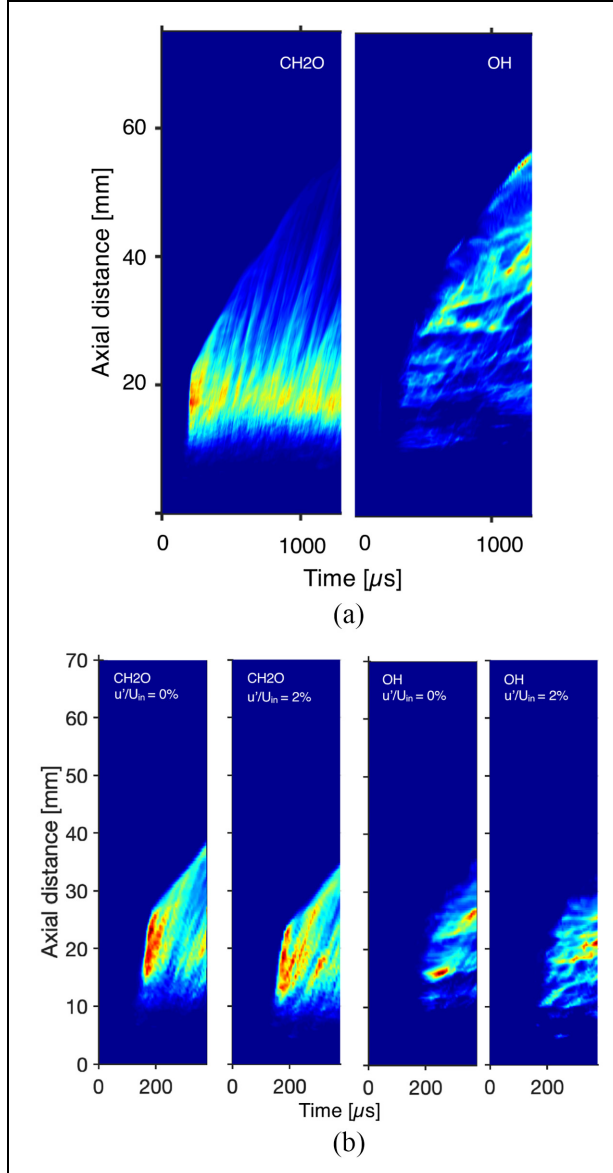 CH2O
OH
60
40
20
0
Axial distance [mm]
0
1000
0
1000
Time [μs]
(a)
70
60
50
40
30
20
10
0
Axial distance [mm]
CH2O
u'/Uin = 0%
CH2O
u'/Uin = 2%
OH
u'/Uin = 0%
OH
u'/Uin = 2%
0
200
0
200
0
200
0
200
Time [μs]
(b)